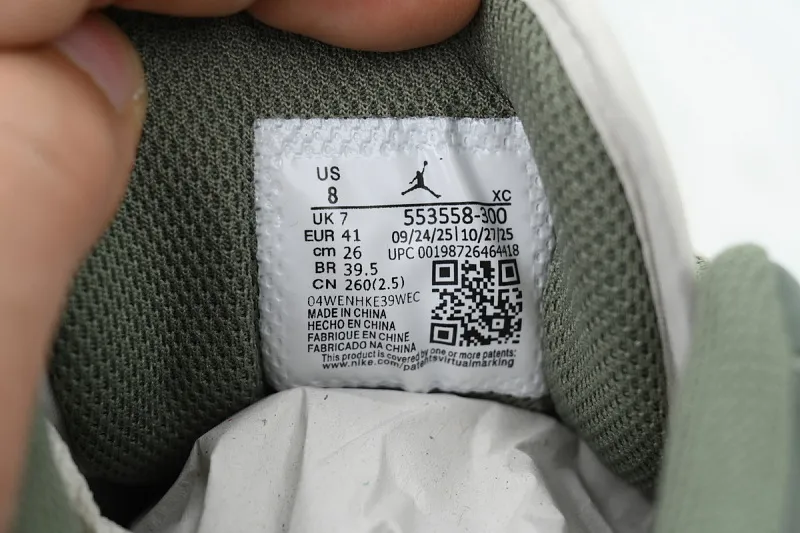 US
8
XC
UK 7
553558-300
EUR 41
09/24/25|10/27/25
cm 26
UPC 00198726464418
BR 39.5
CN 260(2.5)
04WENHKE39WEC
MADE IN CHINA
HECHO EN CHINA
FABRIQUE EN CHINE
FABRICADO NA CHINA
This product is covered by one or more patents:
www.nike.com/patentsvirtualmarking